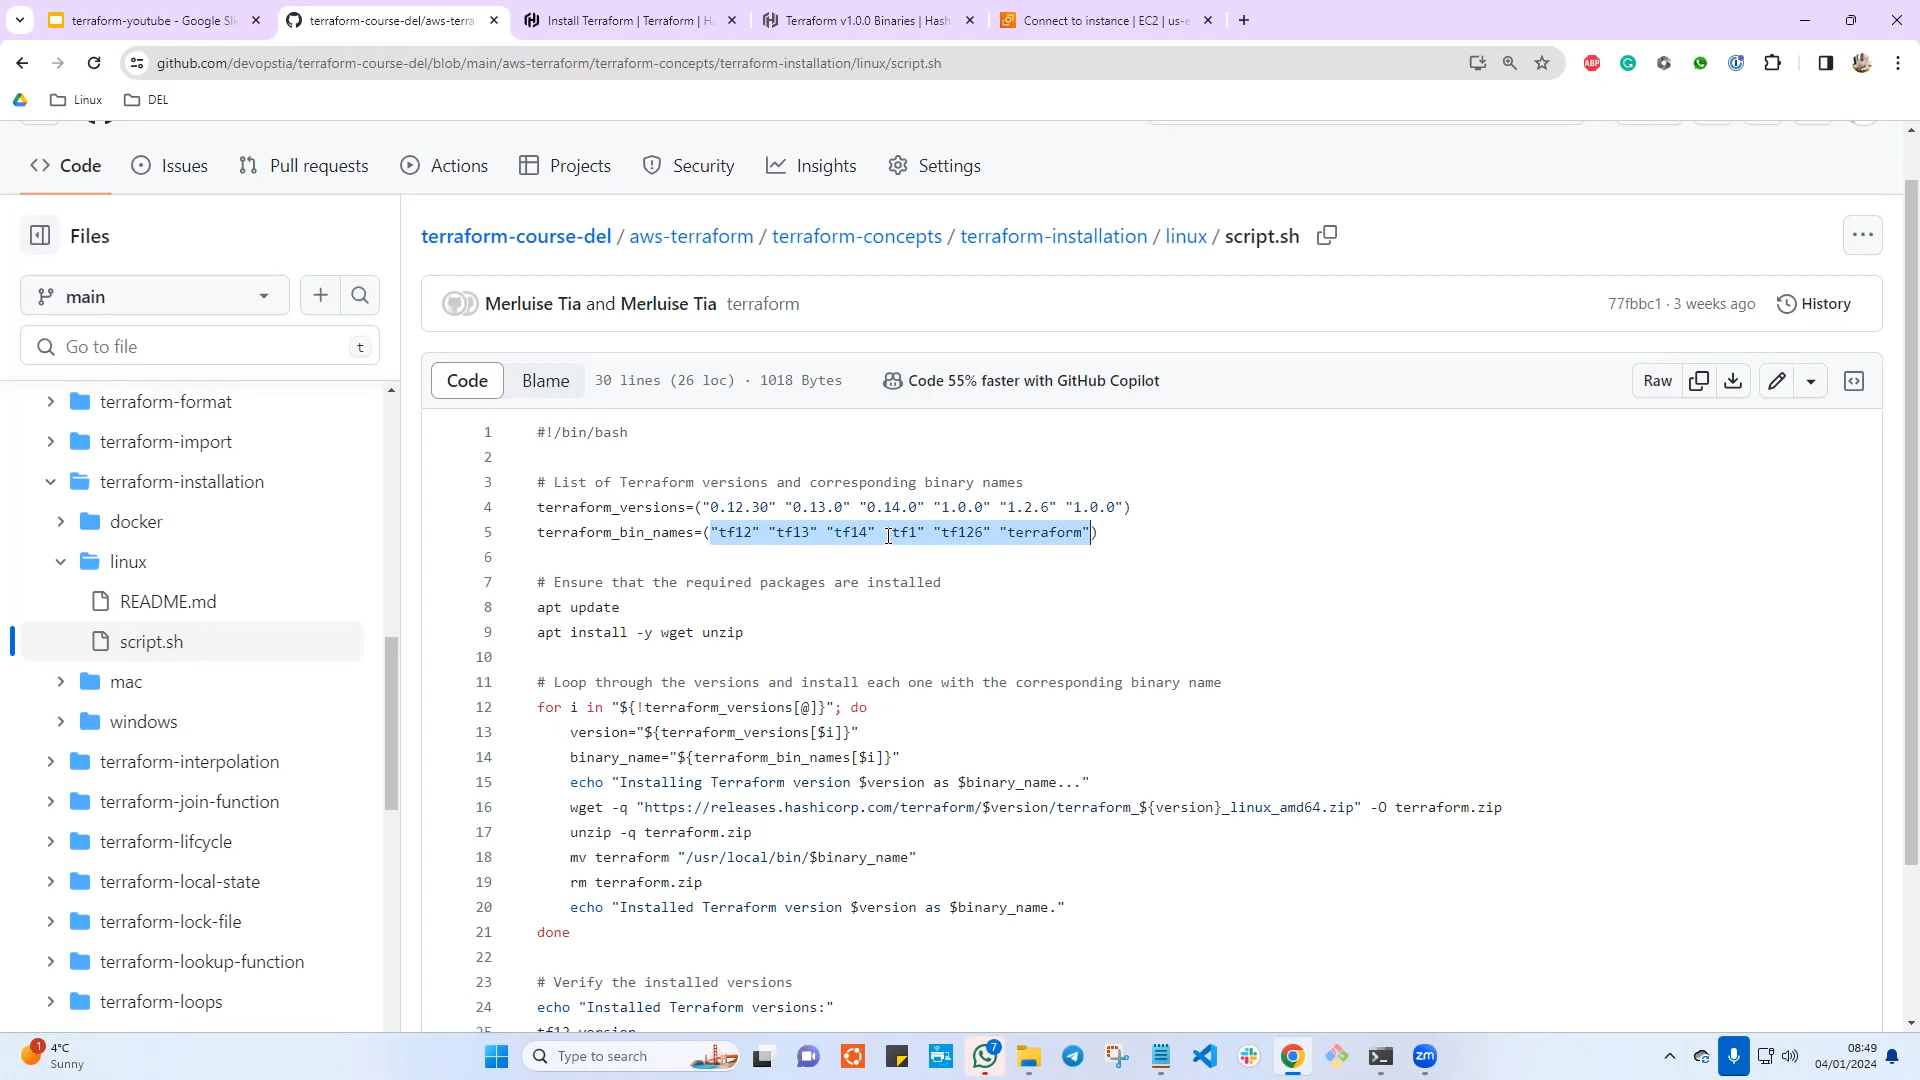 terraform-youtube - Google Sli
terraform-course-del/aws-terra
Install Terraform | Terraform | H
Terraform v1.0.0 Binaries | Hash
Connect to instance | EC2 | us-e
github.com/devopstia/terraform-course-del/blob/main/aws-terraform/terraform-concepts/terraform-installation/linux/script.sh
ABP
Linux
DEL
Code
Issues
Pull requests
Actions
Projects
Security
Insights
Settings
Files
main
Go to file
t
terraform-format
terraform-import
terraform-installation
docker
linux
README.md
script.sh
mac
windows
terraform-interpolation
terraform-join-function
terraform-lifcycle
terraform-local-state
terraform-lock-file
terraform-lookup-function
terraform-loops
terraform-course-del / aws-terraform / terraform-concepts / terraform-installation / linux / script.sh
Merluise Tia and Merluise Tia terraform
77fbbc1 · 3 weeks ago
History
Code
Blame
30 lines (26 loc) · 1018 Bytes
Code 55% faster with GitHub Copilot
Raw
1 #!/bin/bash
2
3 # List of Terraform versions and corresponding binary names
4 terraform_versions=("0.12.30" "0.13.0" "0.14.0" "1.0.0" "1.2.6" "1.0.0")
5 terraform_bin_names=("tf12" "tf13" "tf14" "tf1" "tf126" "terraform")
6
7 # Ensure that the required packages are installed
8 apt update
9 apt install -y wget unzip
10
11 # Loop through the versions and install each one with the corresponding binary name
12 for i in "${!terraform_versions[@]}"; do
13 version="${terraform_versions[$i]}"
14 binary_name="${terraform_bin_names[$i]}"
15 echo "Installing Terraform version $version as $binary_name..."
16 wget -q "https://releases.hashicorp.com/terraform/$version/terraform_${version}_linux_amd64.zip" -O terraform.zip
17 unzip -q terraform.zip
18 mv terraform "/usr/local/bin/$binary_name"
19 rm terraform.zip
20 echo "Installed Terraform version $version as $binary_name."
21 done
22
23 # Verify the installed versions
24 echo "Installed Terraform versions:"
25 tf12 version
1
4°C
Sunny
Type to search
7
zm
08:49
04/01/2024